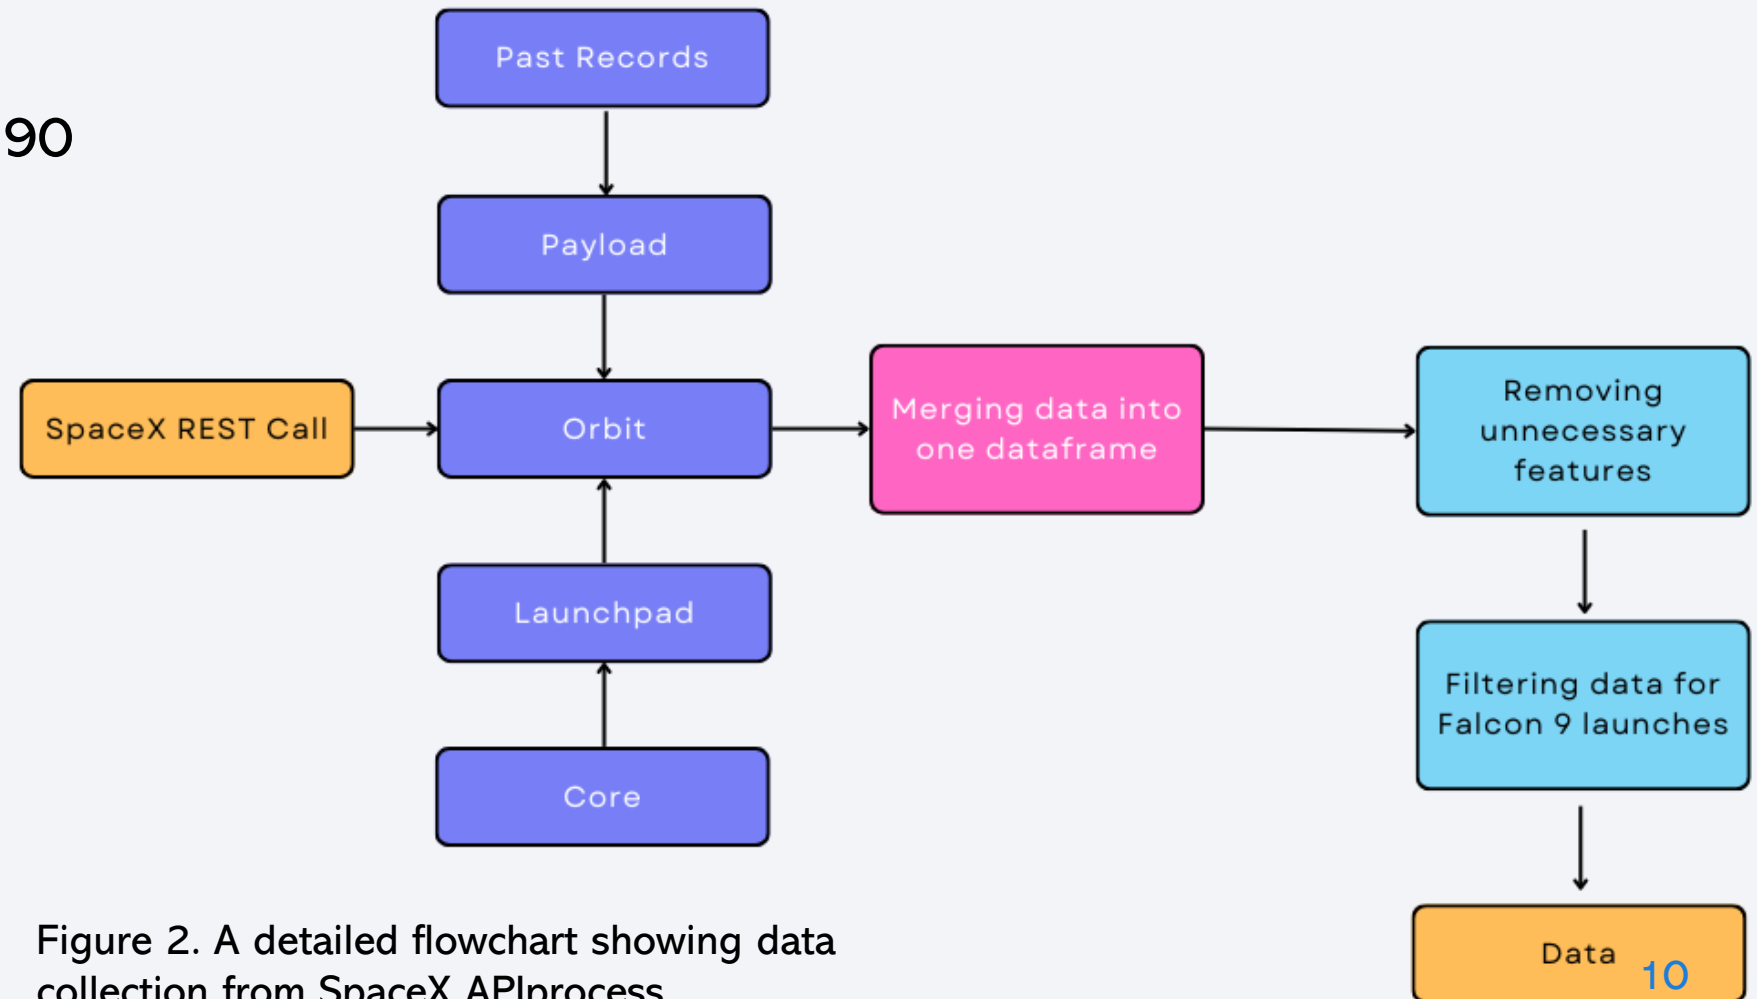 Past Records
90
Payload
SpaceX REST Call
Orbit
Merging data into
one dataframe
Removing
unnecessary
features
Launchpad
Filtering data for
Falcon 9 launches
Core
Figure 2. A detailed flowchart showing data
collection from SpaceX APIprocess
Data
10